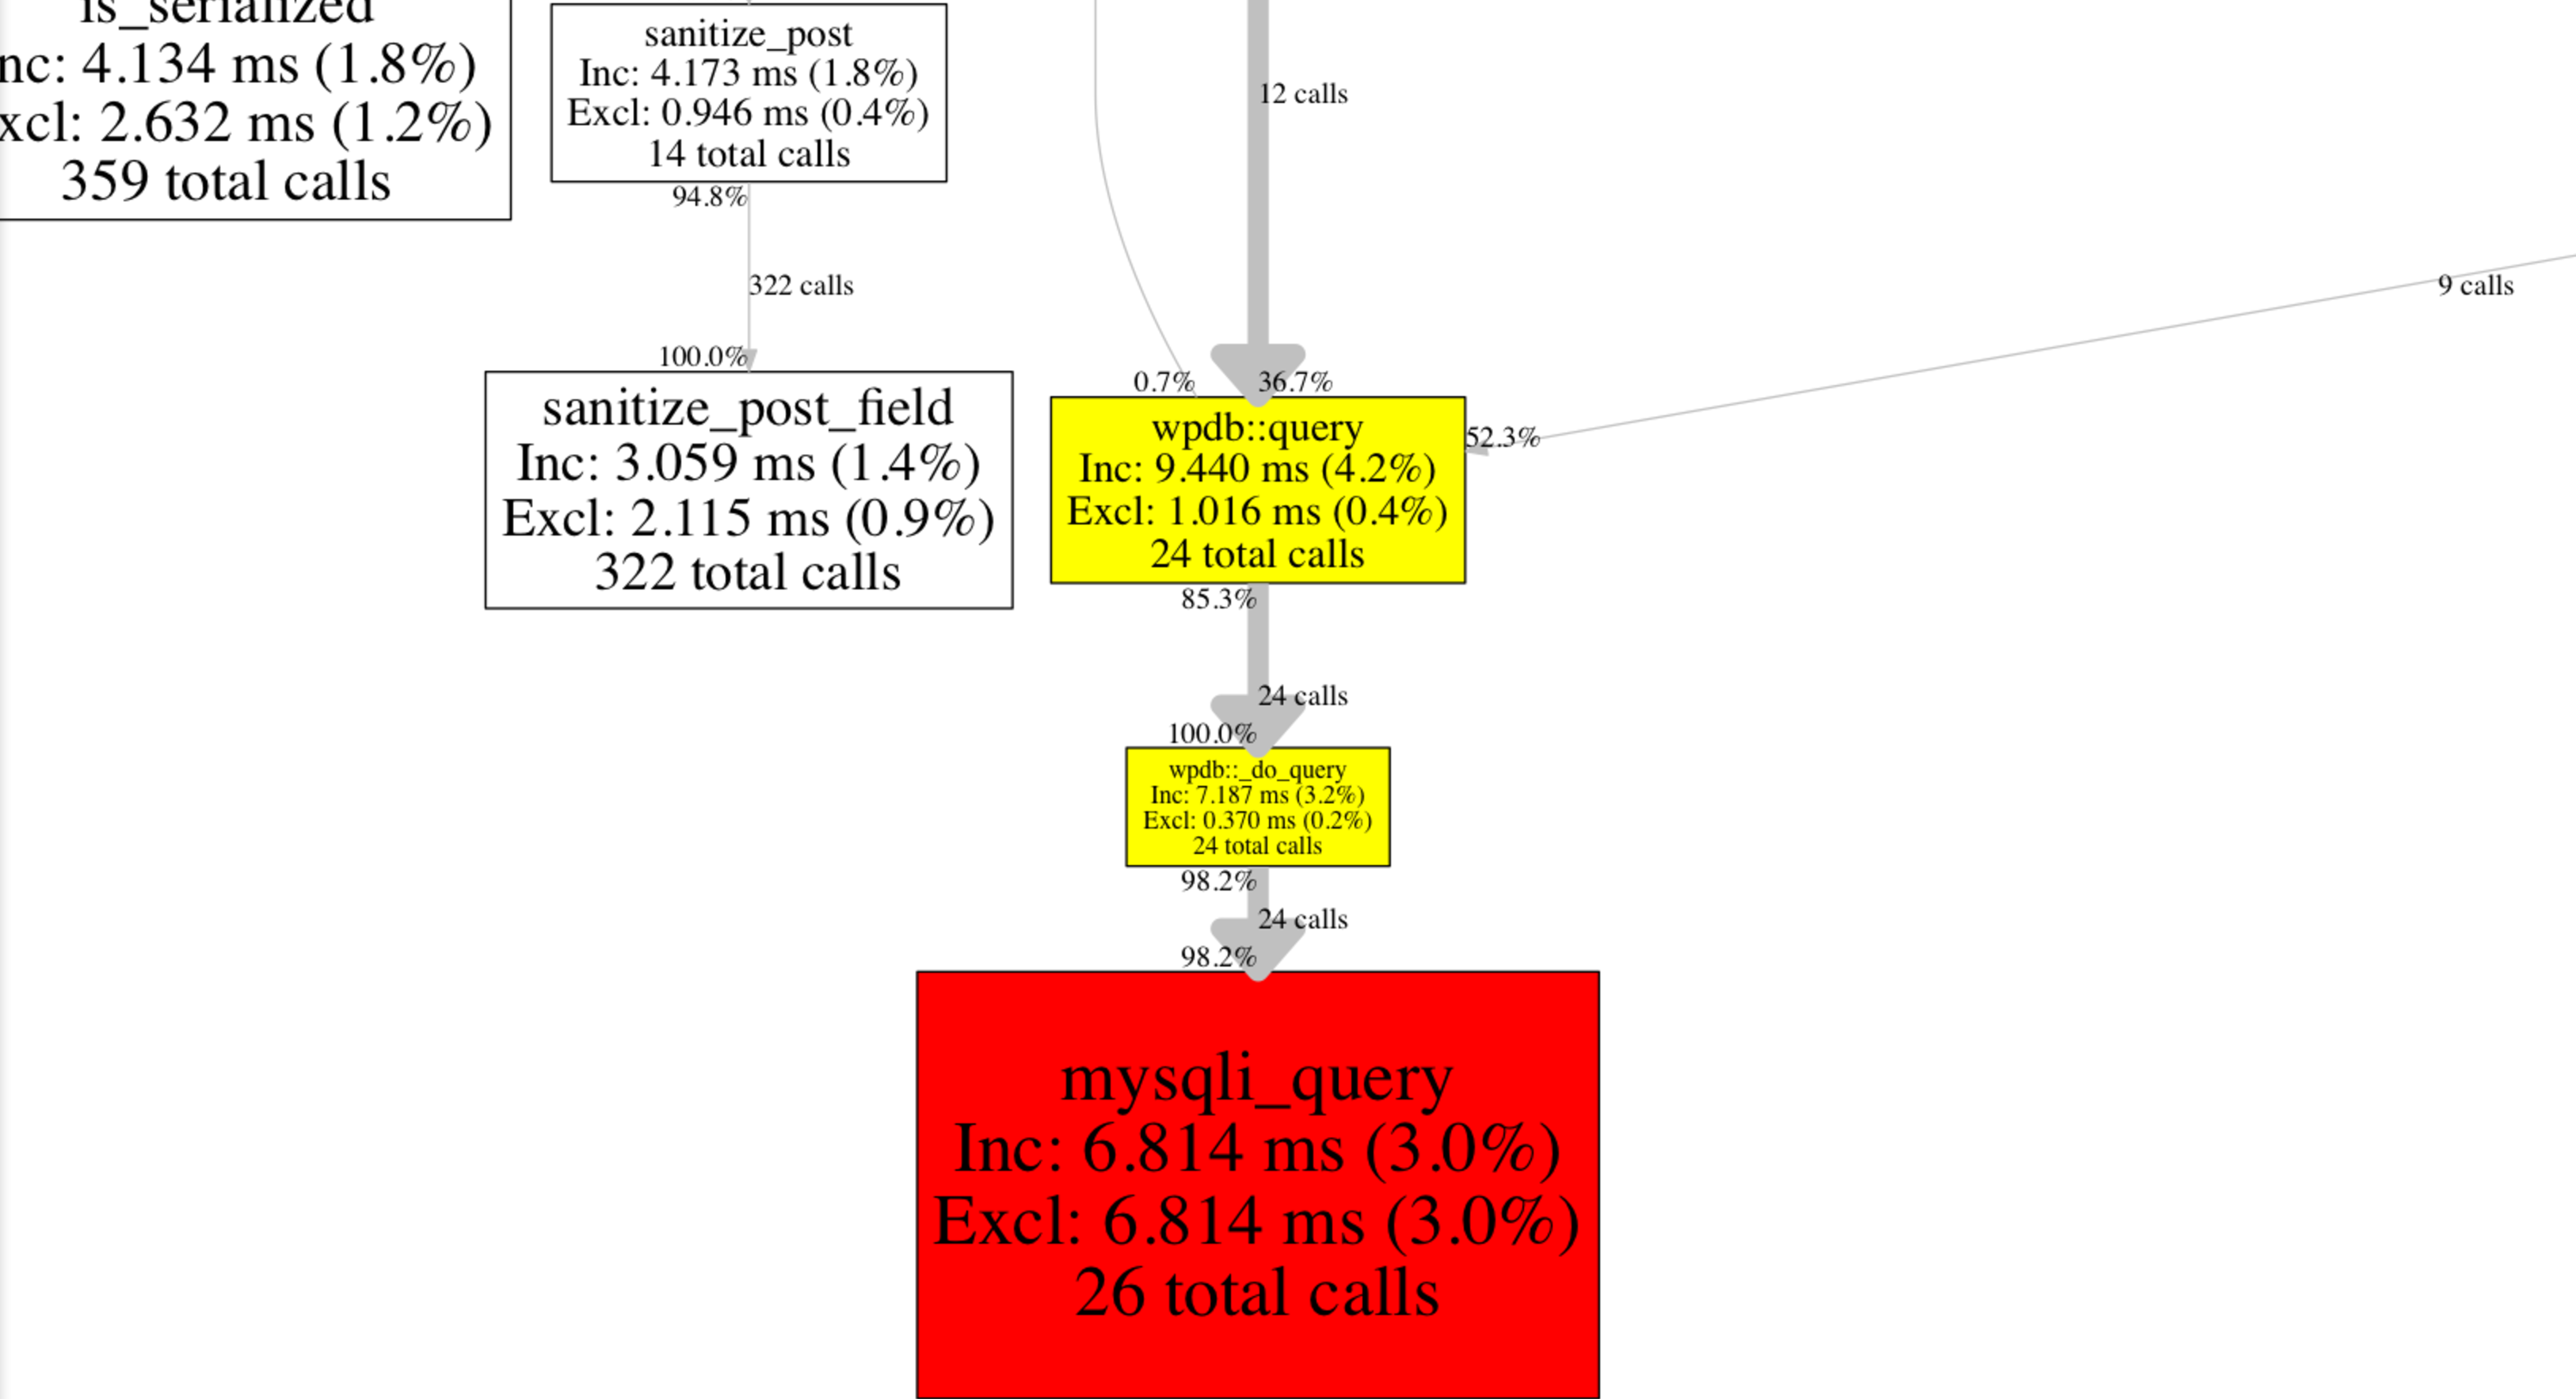 is_serialized
nc: 4.134 ms (1.8%)
xcl: 2.632 ms (1.2%)
359 total calls
sanitize_post
Inc: 4.173 ms (1.8%)
Excl: 0.946 ms (0.4%)
14 total calls
94.8%
12 calls
322 calls
9 calls
100.0%
sanitize_post_field
Inc: 3.059 ms (1.4%)
Excl: 2.115 ms (0.9%)
322 total calls
0.7%
36.7%
52.3%
wpdb::query
Inc: 9.440 ms (4.2%)
Excl: 1.016 ms (0.4%)
24 total calls
85.3%
24 calls
100.0%
wpdb::_do_query
Inc: 7.187 ms (3.2%)
Excl: 0.370 ms (0.2%)
24 total calls
98.2%
24 calls
98.2%
mysqli_query
Inc: 6.814 ms (3.0%)
Excl: 6.814 ms (3.0%)
26 total calls